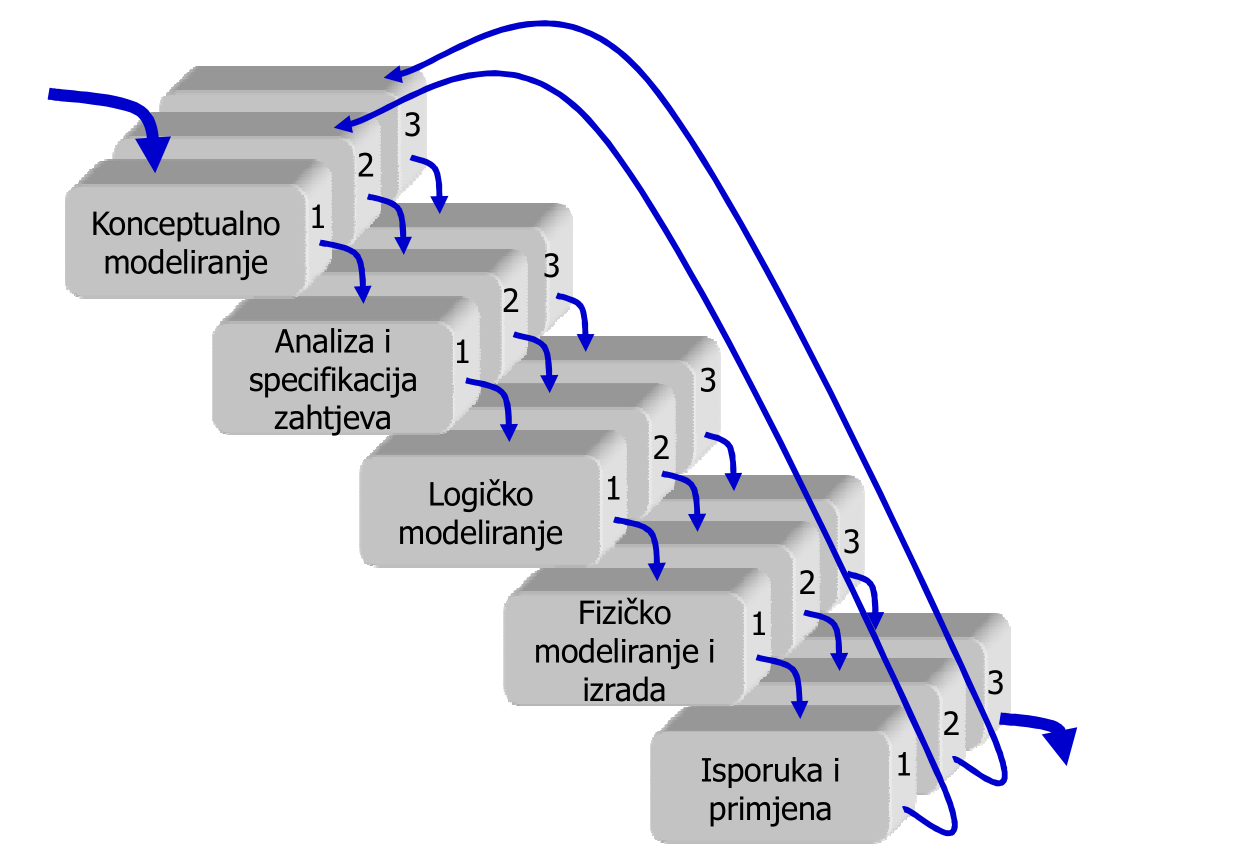 3
2
1
Konceptualno
modeliranje
3
2
1
Analiza i
specifikacija
zahtjeva
3
2
1
Logičko
modeliranje
3
2
1
Fizičko
modeliranje i
izrada
3
2
1
Isporuka i
primjena